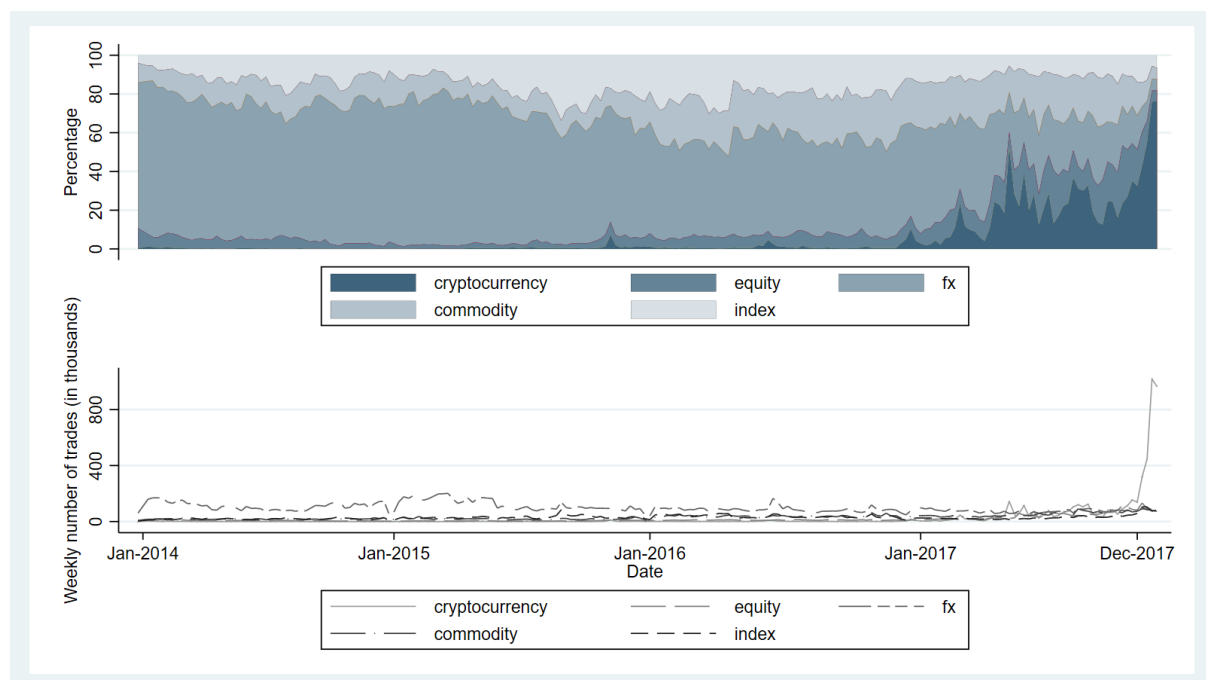 Percentage
100
80
60
40
20
0
cryptocurrency equity fx
commodity index
Weekly number of trades (in thousands)
800
400
0
Jan-2014 Jan-2015 Jan-2016 Jan-2017 Dec-2017
Date
cryptocurrency equity fx
commodity index